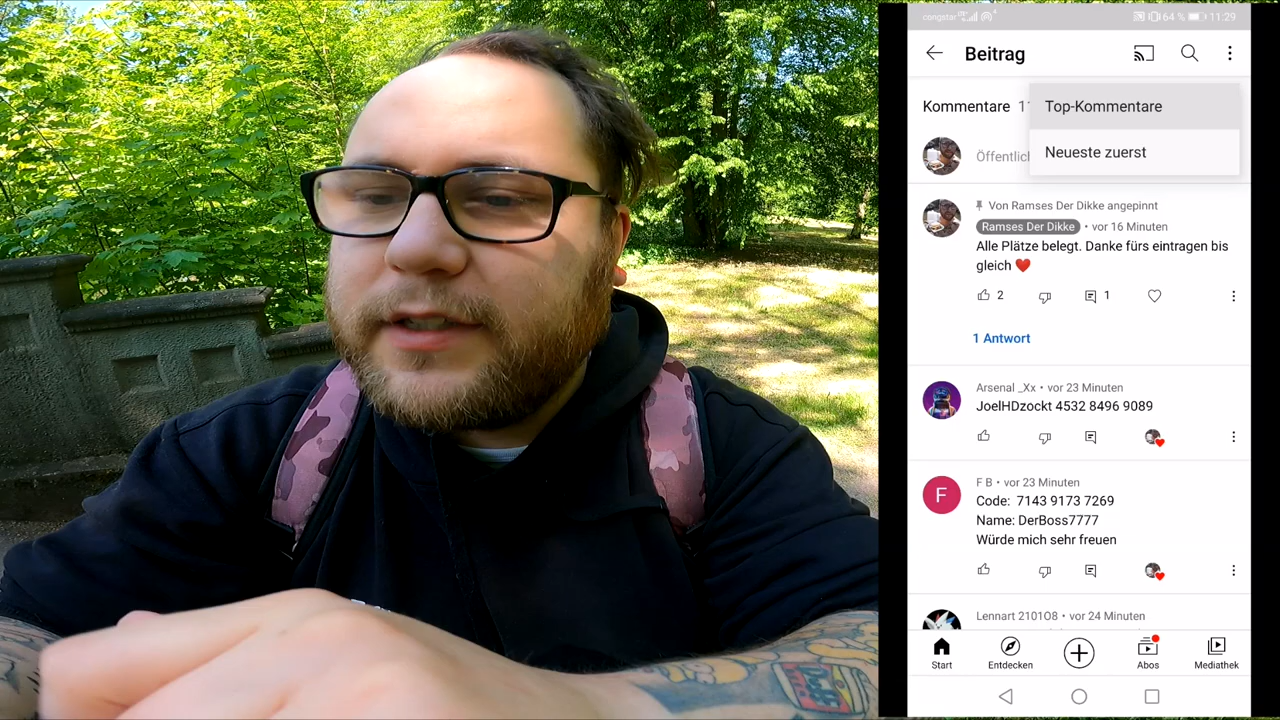 congstar
64 %
11:29
Beitrag
Kommentare 11
Top-Kommentare
Neueste zuerst
Öffentlich
Von Ramses Der Dikke angepinnt
Ramses Der Dikke • vor 16 Minuten
Alle Plätze belegt. Danke fürs eintragen bis
gleich ❤️
2
1
1 Antwort
Arsenal _Xx • vor 23 Minuten
JoelHDzockt 4532 8496 9089
F
F B • vor 23 Minuten
Code: 7143 9173 7269
Name: DerBoss7777
Würde mich sehr freuen
Lennart 210108 • vor 24 Minuten
Start
Entdecken
Abos
Mediathek